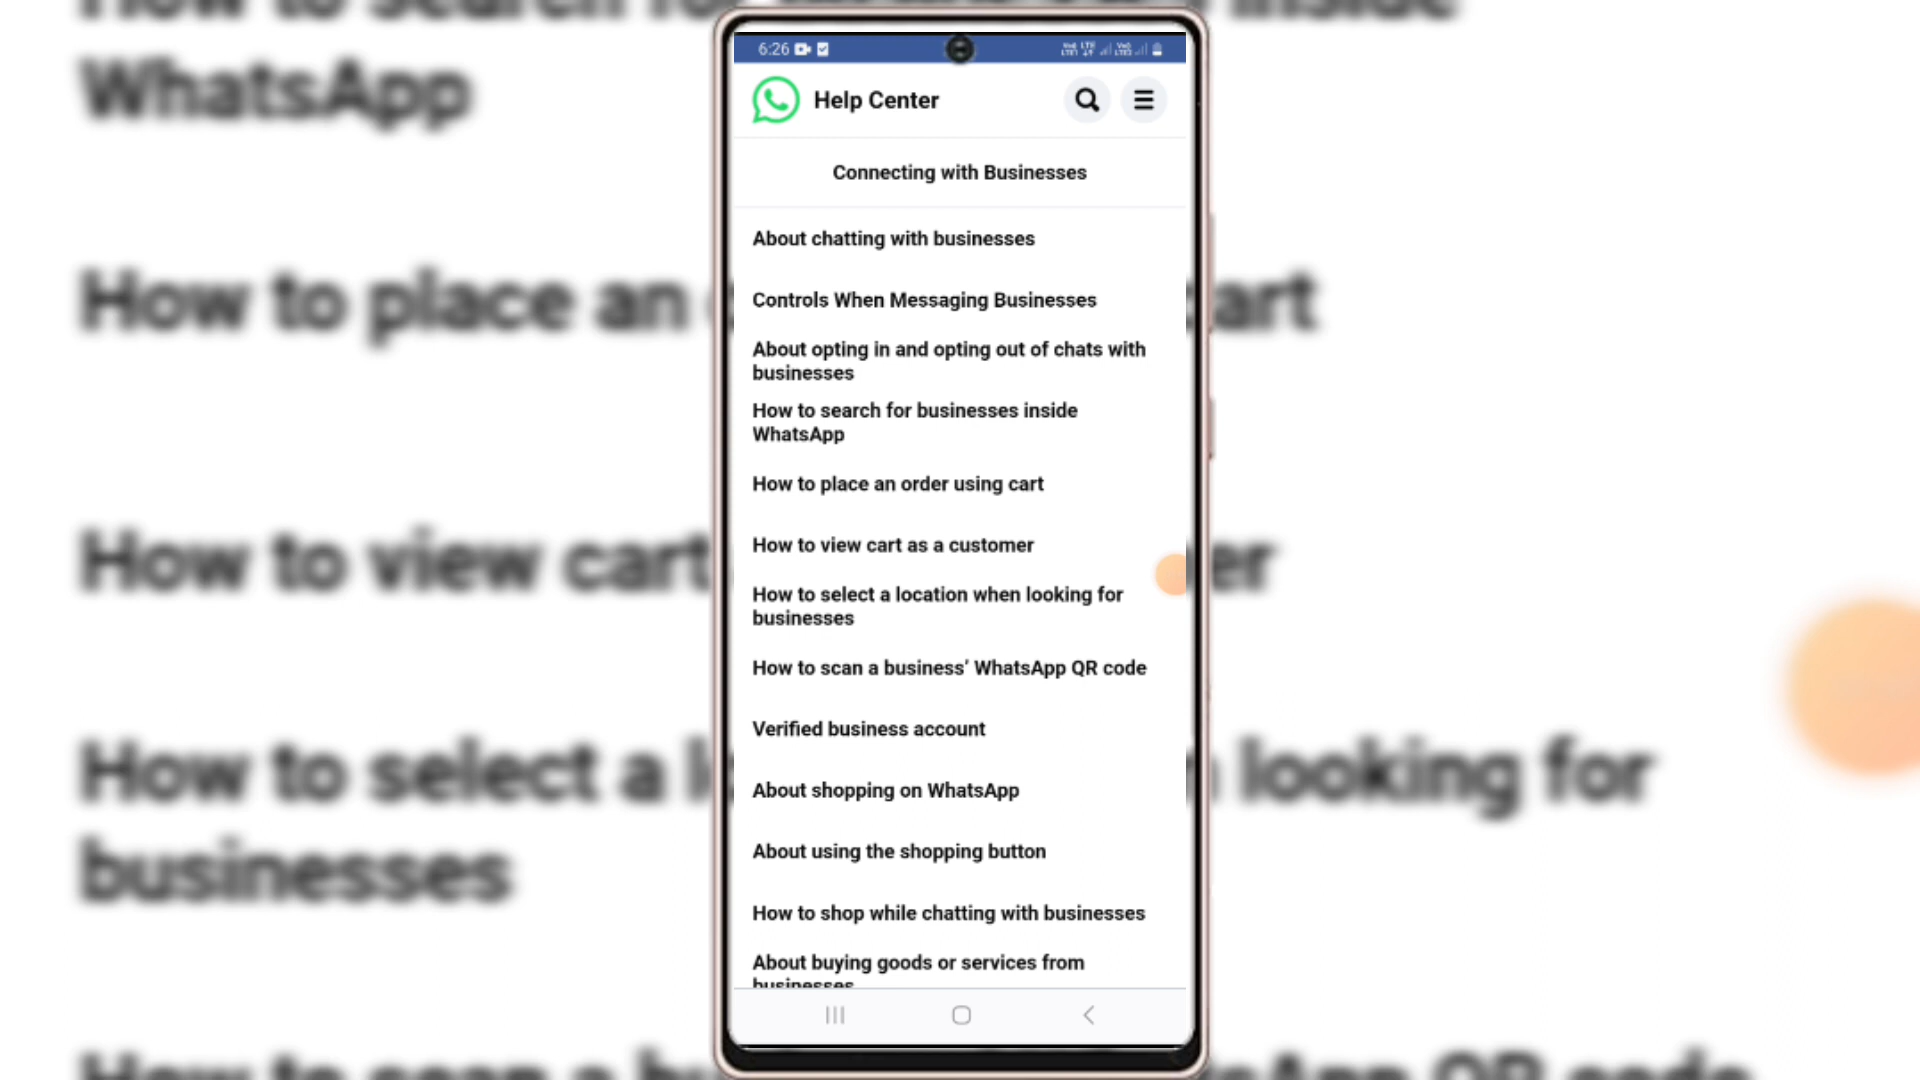 6:26
Help Center
Connecting with Businesses
About chatting with businesses
Controls When Messaging Businesses
About opting in and opting out of chats with
businesses
How to search for businesses inside
WhatsApp
How to place an order using cart
How to view cart as a customer
How to select a location when looking for
businesses
How to scan a business’ WhatsApp QR code
Verified business account
About shopping on WhatsApp
About using the shopping button
How to shop while chatting with businesses
About buying goods or services from
businesses
WhatsApp
How to place an
art
How to view cart
er
How to select a
looking for
businesses